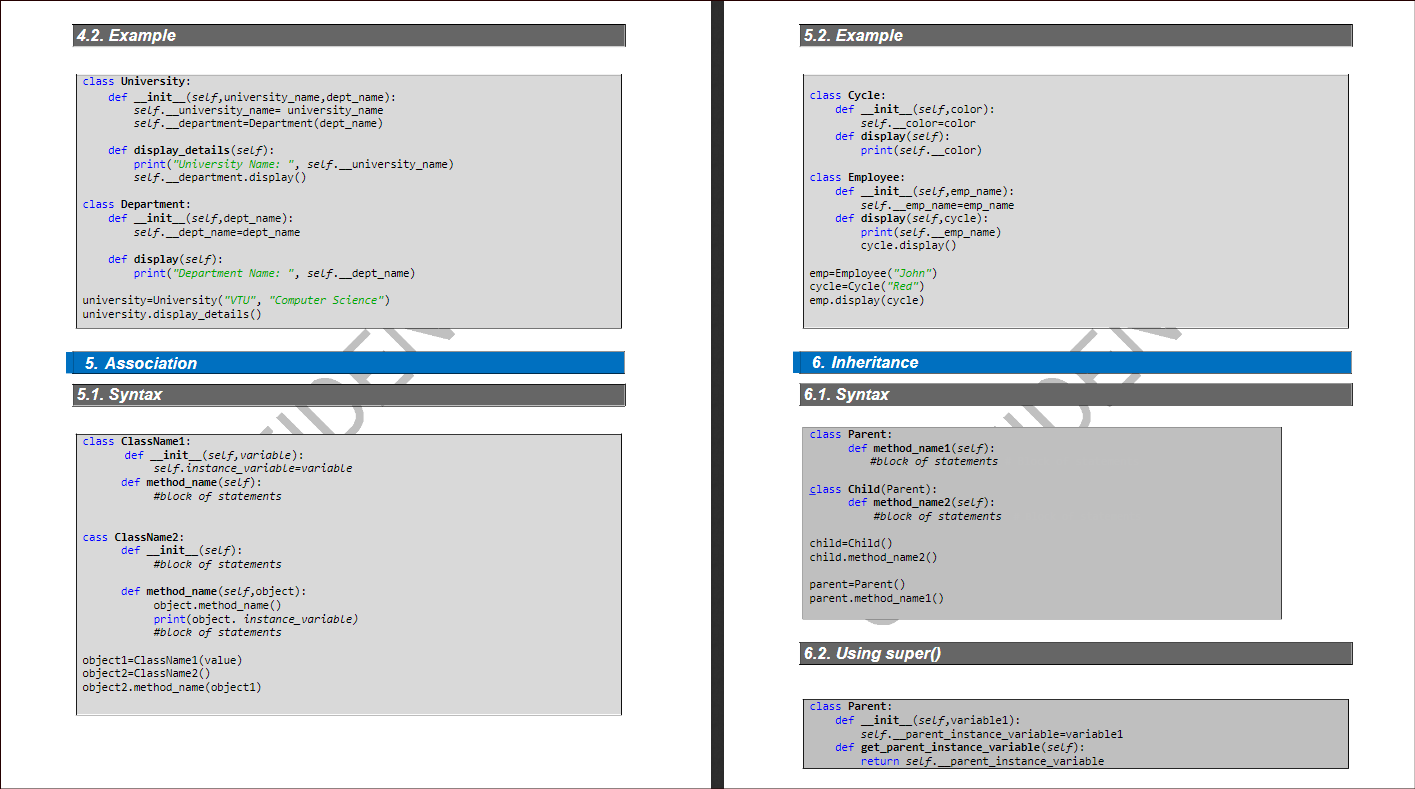 4.2. Example
class University:
    def __init__(self,university_name,dept_name):
        self.__university_name= university_name
        self.__department=Department(dept_name)

    def display_details(self):
        print("University Name: ", self.__university_name)
        self.__department.display()

class Department:
    def __init__(self,dept_name):
        self.__dept_name=dept_name

    def display(self):
        print("Department Name: ", self.__dept_name)

university=University("VTU", "Computer Science")
university.display_details()
5. Association
5.1. Syntax
class ClassName1:
    def __init__(self,variable):
        self.instance_variable=variable
    def method_name(self):
        #block of statements

cass ClassName2:
    def __init__(self):
        #block of statements

    def method_name(self,object):
        object.method_name()
        print(object. instance_variable)
        #block of statements

object1=ClassName1(value)
object2=ClassName2()
object2.method_name(object1)
5.2. Example
class Cycle:
    def __init__(self,color):
        self.__color=color
    def display(self):
        print(self.__color)

class Employee:
    def __init__(self,emp_name):
        self.__emp_name=emp_name
    def display(self,cycle):
        print(self.__emp_name)
        cycle.display()

emp=Employee("John")
cycle=Cycle("Red")
emp.display(cycle)
6. Inheritance
6.1. Syntax
class Parent:
    def method_name1(self):
        #block of statements

class Child(Parent):
    def method_name2(self):
        #block of statements

child=Child()
child.method_name2()

parent=Parent()
parent.method_name1()
6.2. Using super()
class Parent:
    def __init__(self,variable1):
        self.__parent_instance_variable=variable1
    def get_parent_instance_variable(self):
        return self.__parent_instance_variable